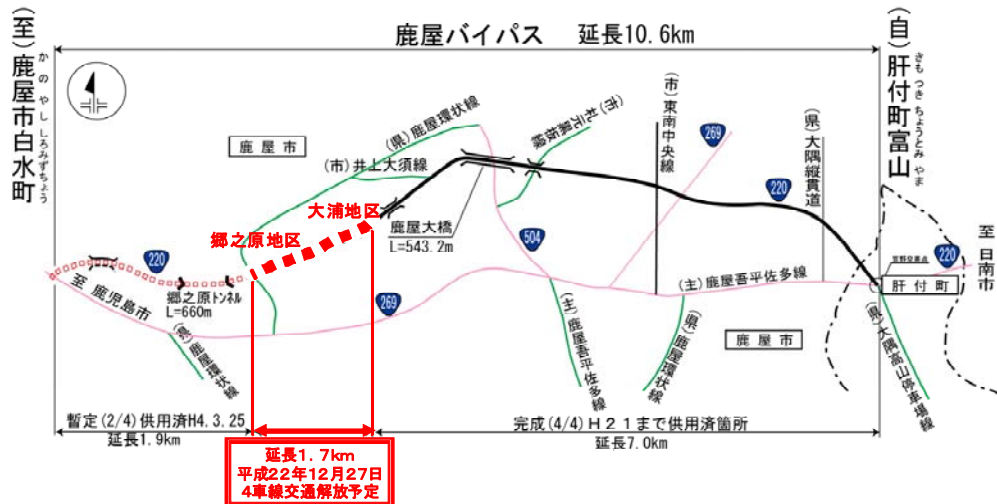 鹿屋バイパス 延長10.6km
(至)鹿屋市白水町
かのやししろみずちょう
(自)肝付町富山
きもつきちょうとみやま
鹿屋市
(県)鹿屋環状線
(市)井上大須線
(市)札元異坂線
(市)東南中央線
269
(県)大隅縦貫道
220
大浦地区
郷之原地区
鹿屋大橋
L=543.2m
504
220
至 日南市
220
肝付町
郷之原トンネル
L=660m
至 鹿児島市
269
(主)鹿屋吾平佐多線
(県)鹿屋環状線
(主)鹿屋吾平佐多線
(県)鹿屋環状線
鹿屋市
(県)大隅高山停車場線
暫定(2/4)供用済H4.3.25
延長1.9km
完成(4/4)H21まで供用済箇所
延長7.0km
延長1.7km
平成22年12月27日
4車線交通解放予定